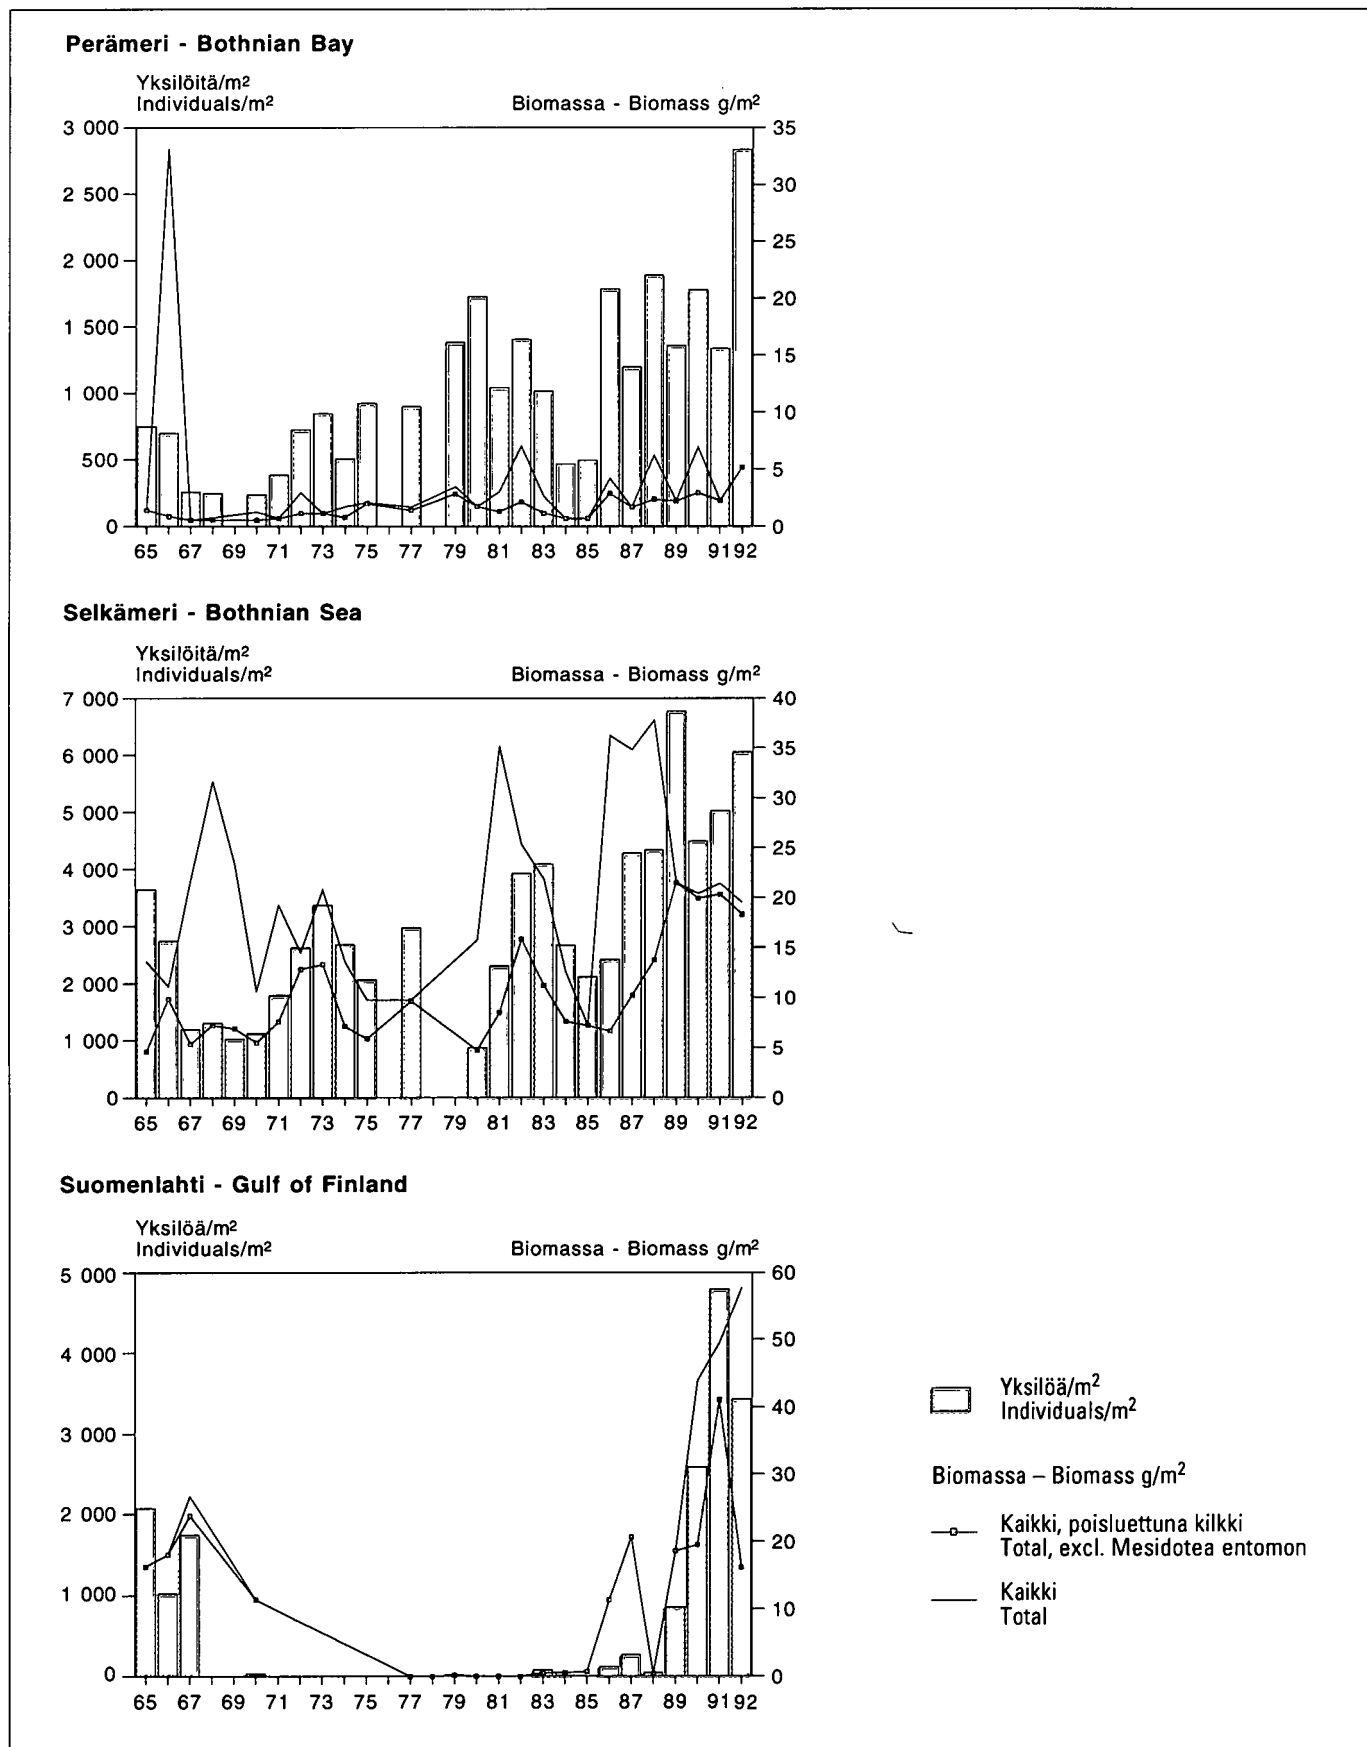 Perämeri - Bothnian Bay
Yksilöitä/m²
Individuals/m²
Biomassa - Biomass g/m²
3 000
2 500
2 000
1 500
1 000
500
0
35
30
25
20
15
10
5
0
65 67 69 71 73 75 77 79 81 83 85 87 89 91 92
Selkämeri - Bothnian Sea
Yksilöitä/m²
Individuals/m²
Biomassa - Biomass g/m²
7 000
6 000
5 000
4 000
3 000
2 000
1 000
0
40
35
30
25
20
15
10
5
0
65 67 69 71 73 75 77 79 81 83 85 87 89 91 92
Suomenlahti - Gulf of Finland
Yksilöä/m²
Individuals/m²
Biomassa - Biomass g/m²
5 000
4 000
3 000
2 000
1 000
0
60
50
40
30
20
10
0
65 67 69 71 73 75 77 79 81 83 85 87 89 91 92
Yksilöä/m²
Individuals/m²
Biomassa – Biomass g/m²
Kaikki, poisluettuna kilkki
Total, excl. Mesidotea entomon
Kaikki
Total